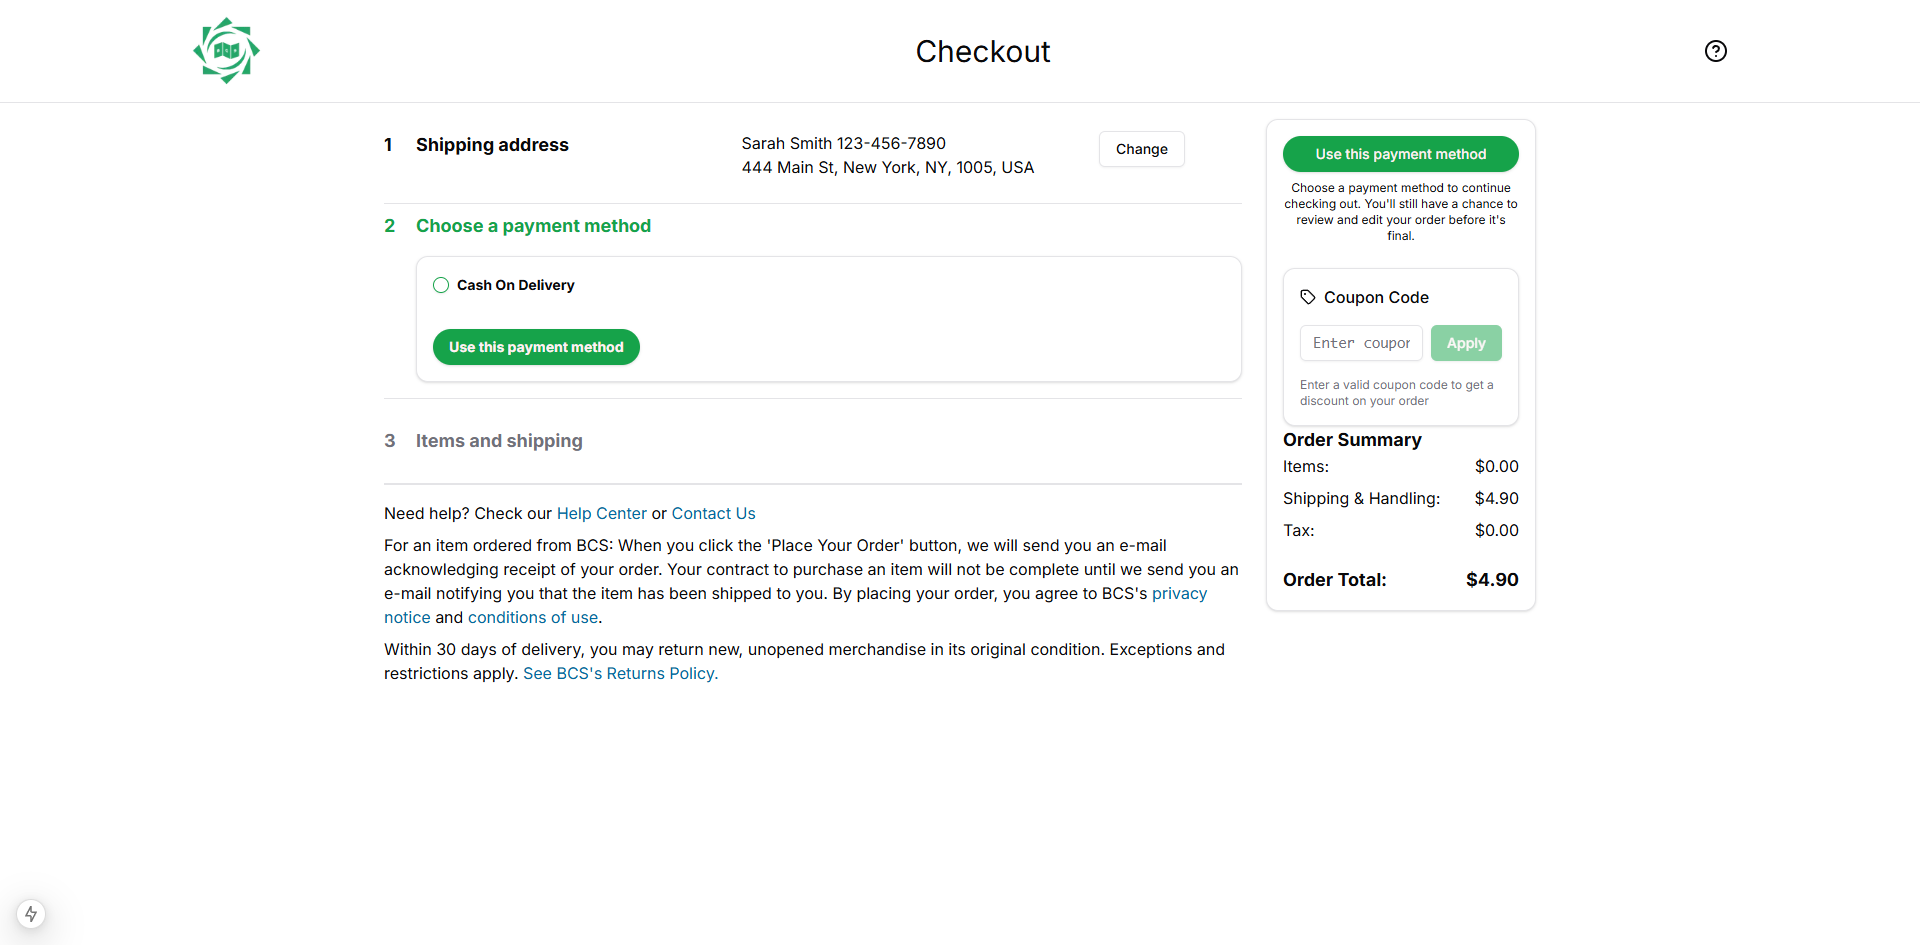 Checkout
1 Shipping address
Sarah Smith 123-456-7890
444 Main St, New York, NY, 1005, USA
Change
2 Choose a payment method
Cash On Delivery
Use this payment method
3 Items and shipping
Need help? Check our Help Center or Contact Us
For an item ordered from BCS: When you click the 'Place Your Order' button, we will send you an e-mail
acknowledging receipt of your order. Your contract to purchase an item will not be complete until we send you an
e-mail notifying you that the item has been shipped to you. By placing your order, you agree to BCS's privacy
notice and conditions of use.
Within 30 days of delivery, you may return new, unopened merchandise in its original condition. Exceptions and
restrictions apply. See BCS's Returns Policy.
Use this payment method
Choose a payment method to continue
checking out. You'll still have a chance to
review and edit your order before it's
final.
Coupon Code
Enter coupor
Apply
Enter a valid coupon code to get a
discount on your order
Order Summary
Items: $0.00
Shipping & Handling: $4.90
Tax: $0.00
Order Total: $4.90